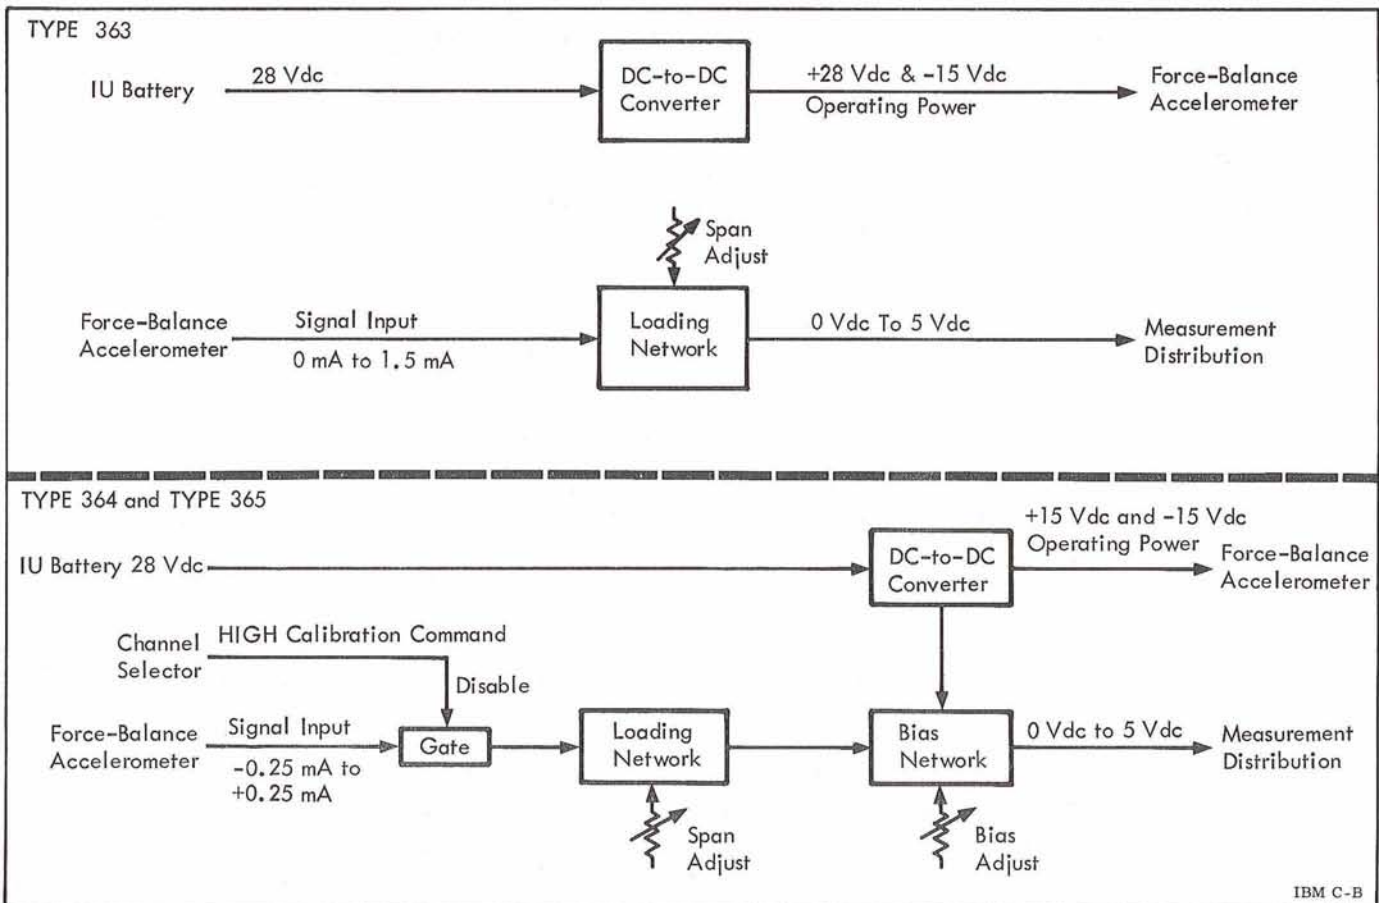 TYPE 363
IU Battery
28 Vdc
DC-to-DC
Converter
+28 Vdc & -15 Vdc
Operating Power
Force-Balance
Accelerometer
Span
Adjust
Force-Balance
Accelerometer
Signal Input
0 mA to 1.5 mA
Loading
Network
0 Vdc To 5 Vdc
Measurement
Distribution
TYPE 364 and TYPE 365
IU Battery 28 Vdc
DC-to-DC
Converter
+15 Vdc and -15 Vdc
Operating Power
Force-Balance
Accelerometer
Channel
Selector
HIGH Calibration Command
Disable
Force-Balance
Accelerometer
Signal Input
-0.25 mA to
+0.25 mA
Gate
Loading
Network
Bias
Network
0 Vdc to 5 Vdc
Measurement
Distribution
Span
Adjust
Bias
Adjust
IBM C-B